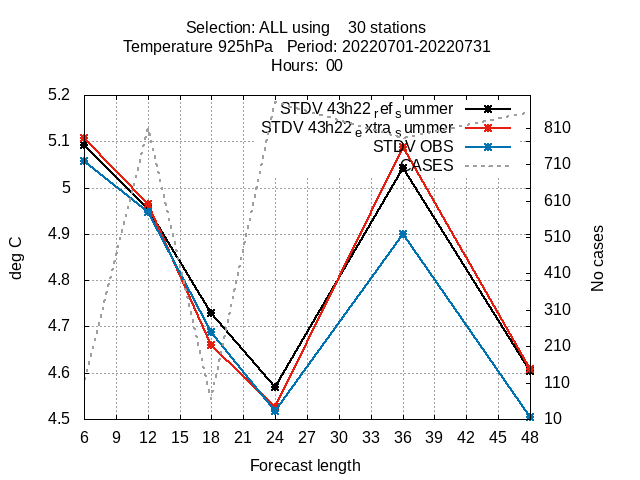 Selection: ALL using 30 stations
Temperature 925hPa Period: 20220701-20220731
Hours: 00
STDV 43h22refsummer
STDV 43h22extrasummer
STDV OBS
CASES
5.2
5.1
5
4.9
4.8
4.7
4.6
4.5
deg C
810
710
610
510
410
310
210
110
10
No cases
6 9 12 15 18 21 24 27 30 33 36 39 42 45 48
Forecast length